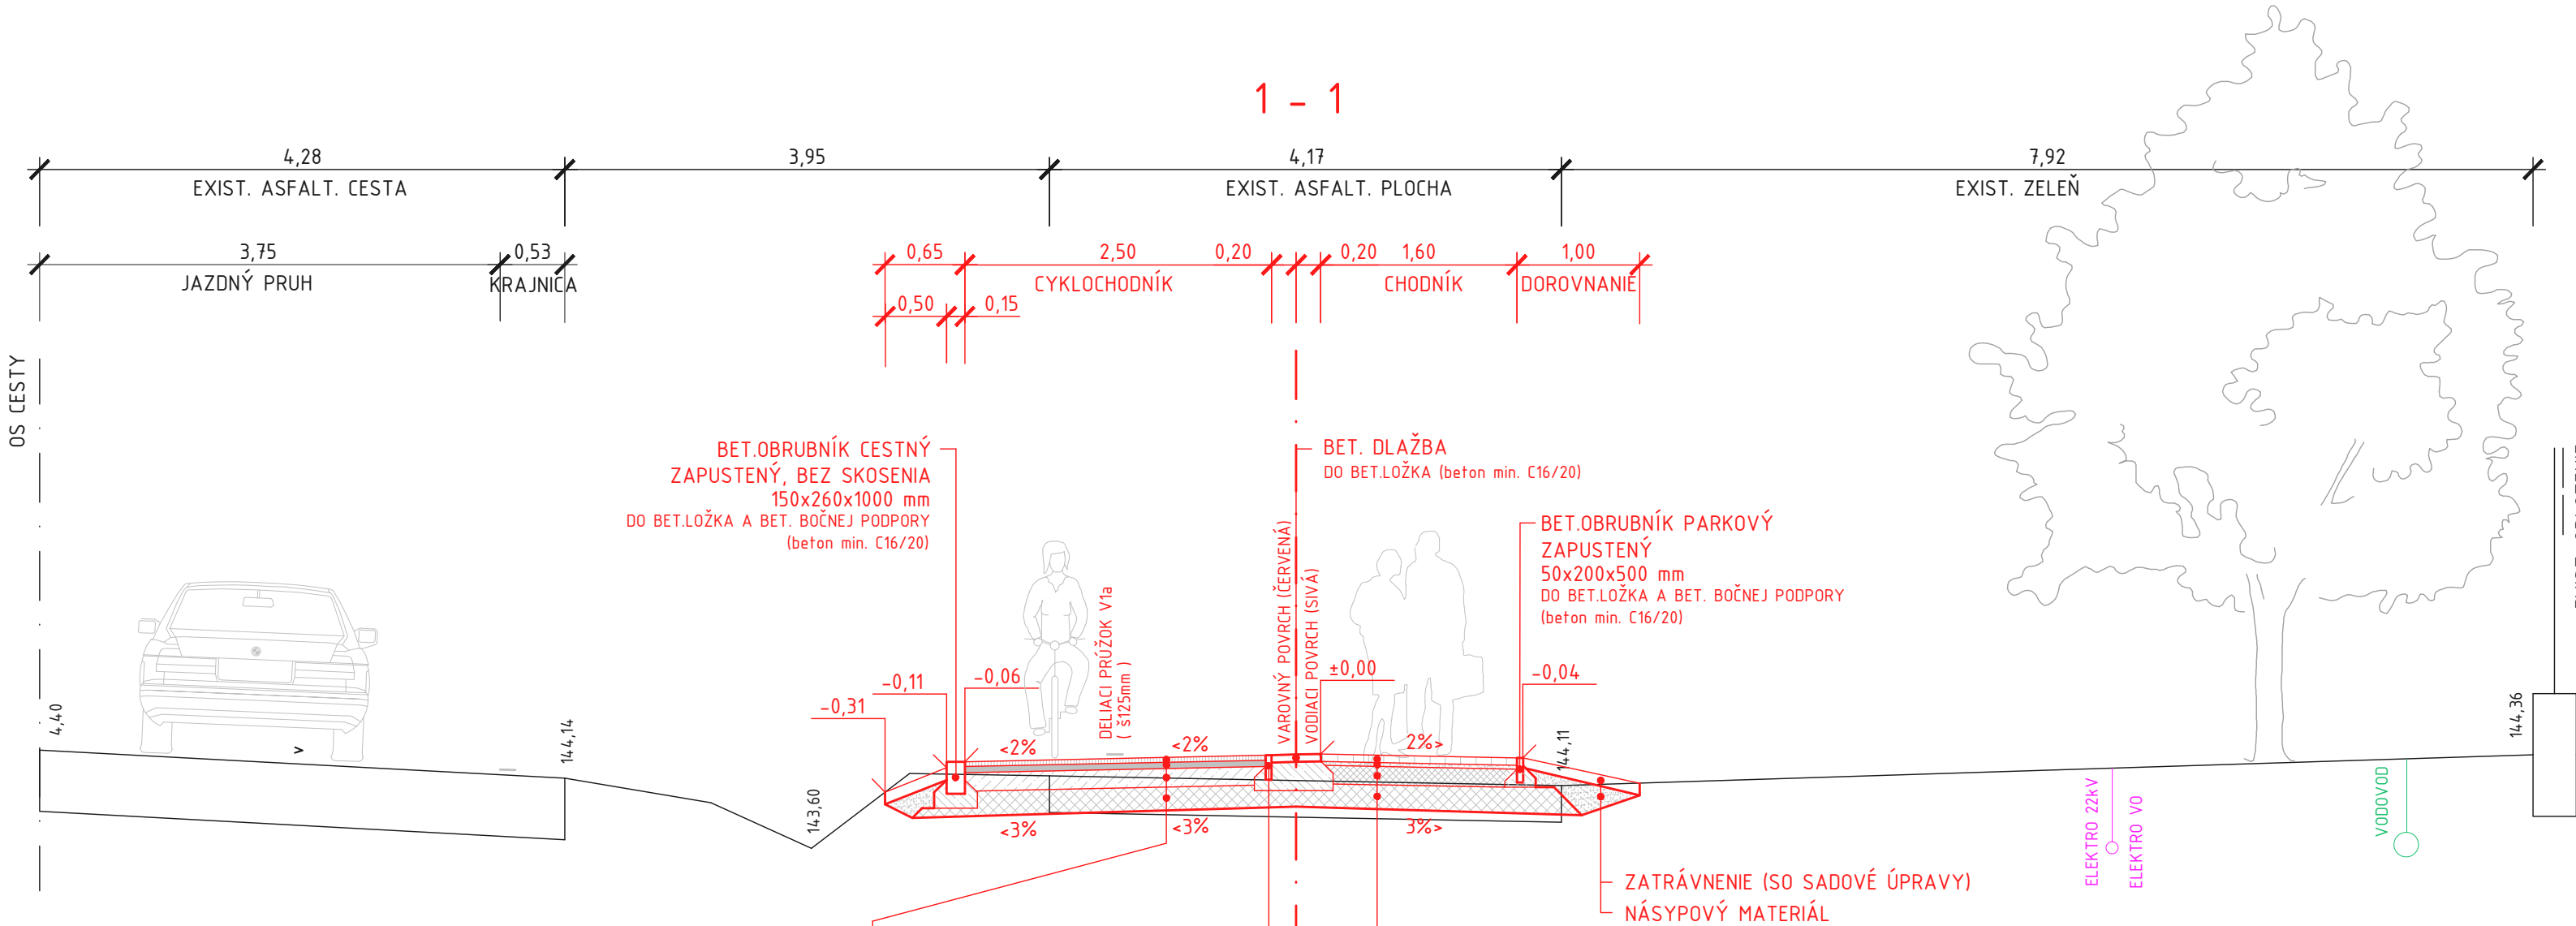 1 - 1
4,28
3,95
4,17
7,92
EXIST. ASFALT. CESTA
EXIST. ASFALT. PLOCHA
EXIST. ZELEŇ
3,75
0,53
0,65
2,50
0,20
0,20
1,60
1,00
JAZDNÝ PRUH
KRAJNICA
CYKLOCHODNÍK
CHODNÍK
DOROVNANIE
0,50
0,15
OS CESTY
BET.OBRUBNÍK CESTNÝ
ZAPUSTENÝ, BEZ SKOSENIA
150x260x1000 mm
DO BET.LOŽKA A BET. BOČNEJ PODPORY
(beton min. C16/20)
BET. DLAŽBA
DO BET.LOŽKA (beton min. C16/20)
BET.OBRUBNÍK PARKOVÝ
ZAPUSTENÝ
50x200x500 mm
DO BET.LOŽKA A BET. BOČNEJ PODPORY
(beton min. C16/20)
DELIACI PRÚŽOK V1a
( š125mm )
VAROVNÝ POVRCH (ČERVENÁ)
VODIACI POVRCH (SIVÁ)
-0,31
-0,11
-0,06
±0,00
-0,04
4,40
144,14
143,60
144,11
144,36
<2%
<2%
2%>
<3%
<3%
3%>
ELEKTRO 22kV
ELEKTRO VO
VODOVOD
ZATRÁVNENIE (SO SADOVÉ ÚPRAVY)
NÁSYPOVÝ MATERIÁL